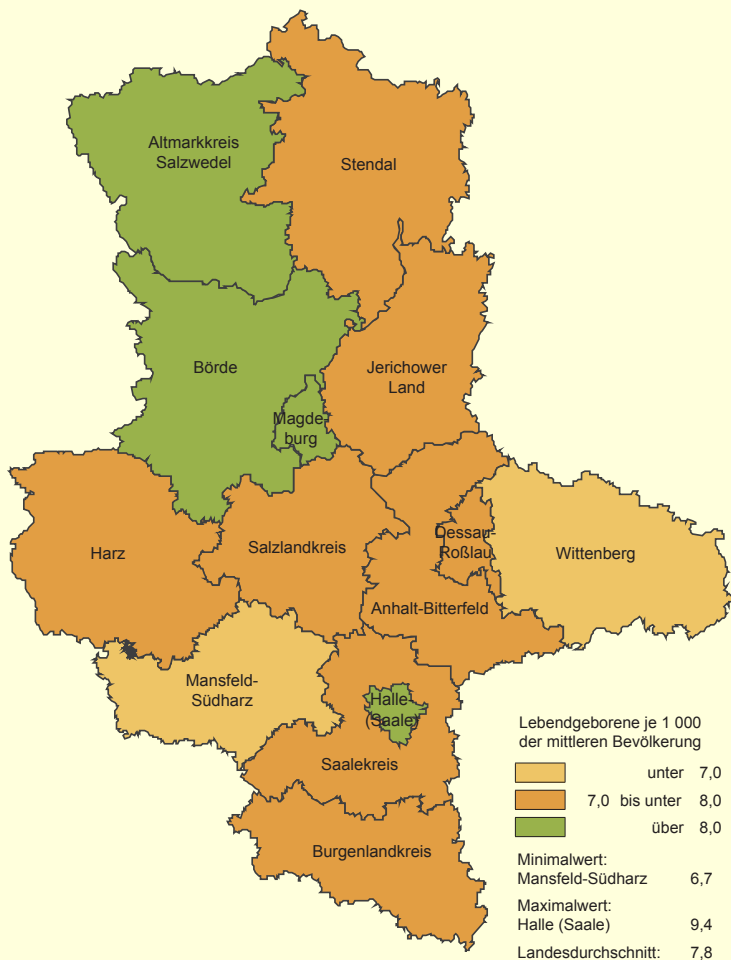 Altmarkkreis
Salzwedel
Stendal
Börde
Jerichower
Land
Magde-
burg
Harz
Salzlandkreis
Dessau-
Roßlau
Wittenberg
Anhalt-Bitterfeld
Mansfeld-
Südharz
Halle-
(Saale)
Saalekreis
Burgenlandkreis
Lebendgeborene je 1 000
der mittleren Bevölkerung
unter 7,0
7,0 bis unter 8,0
über 8,0
Minimalwert:
Mansfeld-Südharz 6,7
Maximalwert:
Halle (Saale) 9,4
Landesdurchschnitt: 7,8